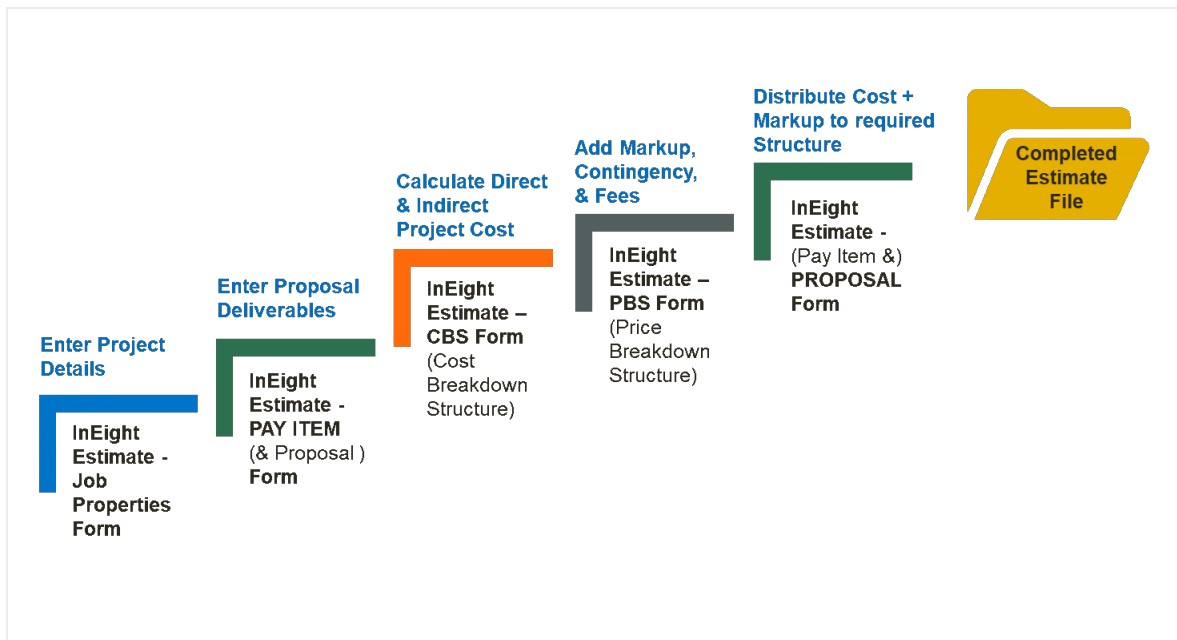 Enter Project
Details
InEight
Estimate -
Job
Properties
Form
Enter Proposal
Deliverables
InEight
Estimate -
PAY ITEM
(& Proposal )
Form
Calculate Direct
& Indirect
Project Cost
InEight
Estimate –
CBS Form
(Cost
Breakdown
Structure)
Add Markup,
Contingency,
& Fees
InEight
Estimate –
PBS Form
(Price
Breakdown
Structure)
Distribute Cost +
Markup to required
Structure
InEight
Estimate -
(Pay Item &)
PROPOSAL
Form
Completed
Estimate
File